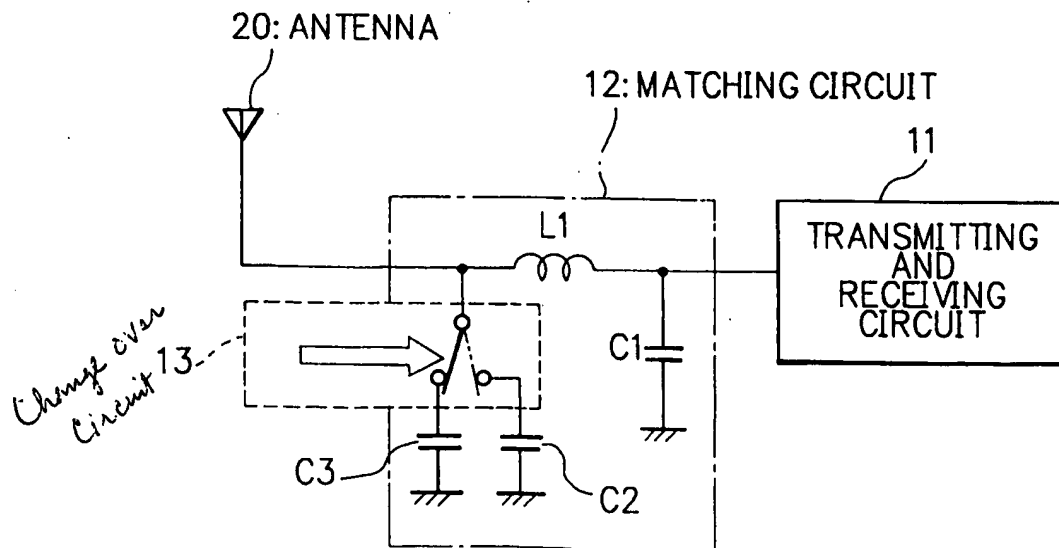 20: ANTENNA
12: MATCHING CIRCUIT
11
L1
TRANSMITTING
AND
RECEIVING
CIRCUIT
C1
Change over
Circuit 13
C3
C2